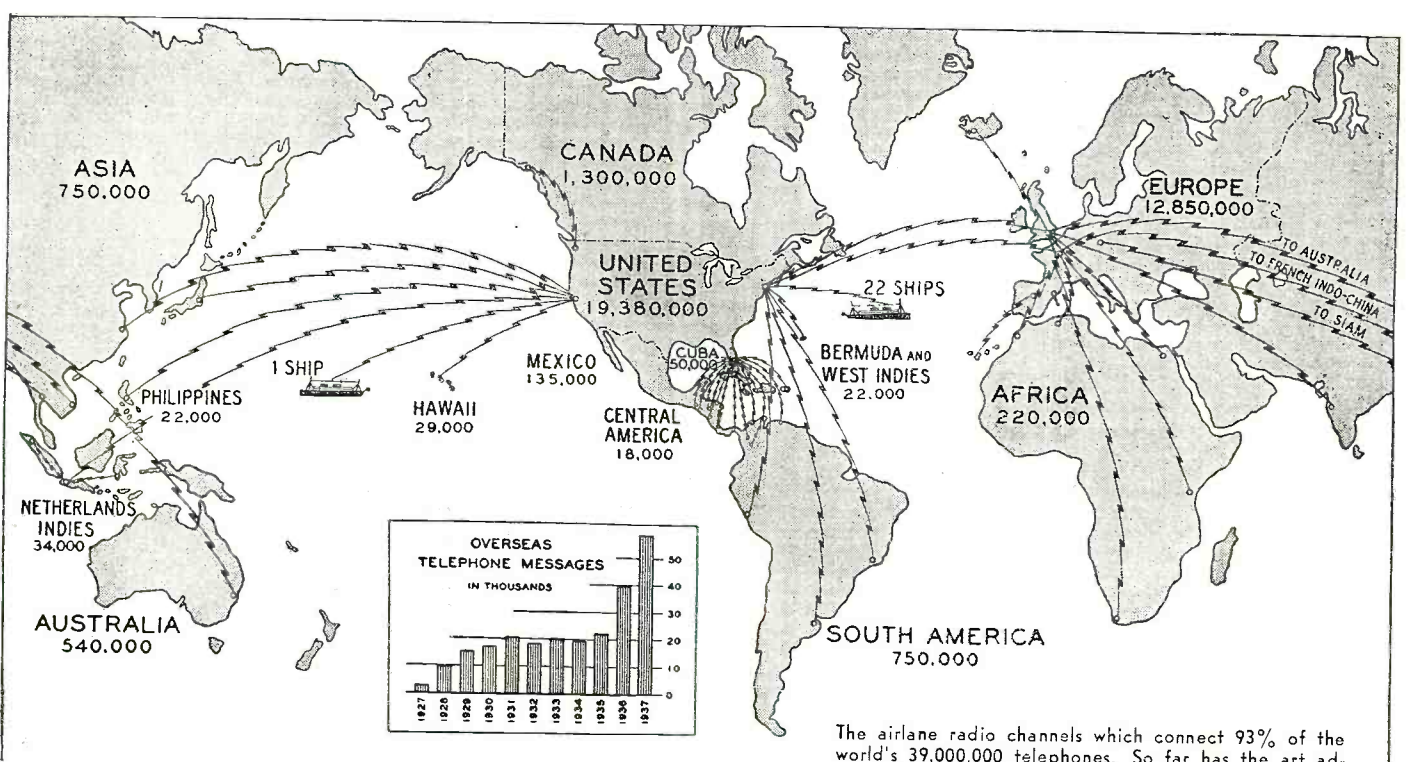 ASIA
750,000
CANADA
1,300,000
EUROPE
12,850,000
UNITED
STATES
19,380,000
TO AUSTRALIA
TO FRENCH INDO-CHINA
TO SIAM
22 SHIPS
1 SHIP
CUBA
50,000
MEXICO
135,000
BERMUDA AND
WEST INDIES
22,000
PHILIPPINES
22,000
HAWAII
29,000
CENTRAL
AMERICA
18,000
AFRICA
220,000
NETHERLANDS
INDIES
34,000
AUSTRALIA
540,000
SOUTH AMERICA
750,000
OVERSEAS
TELEPHONE MESSAGES
IN THOUSANDS
50
40
30
20
10
0
1927
1928
1929
1930
1931
1932
1933
1934
1935
1936
1937
The airlane radio channels which connect 93% of the
world's 39,000,000 telephones. So far has the art ad-